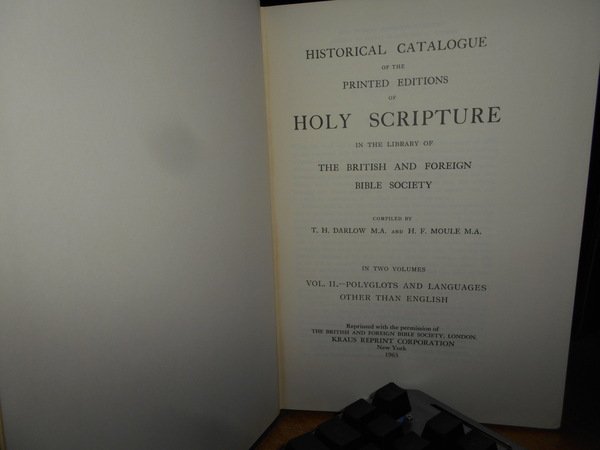 HISTORICAL CATALOGUE
OF THE
PRINTED EDITIONS
OF
HOLY SCRIPTURE
IN THE LIBRARY OF
THE BRITISH AND FOREIGN
BIBLE SOCIETY
COMPILED BY
T. H. DARLOW M.A. AND H. F. MOULE M.A.
IN TWO VOLUMES
VOL. II.—POLYGLOTS AND LANGUAGES
OTHER THAN ENGLISH
Reprinted with the permission of
THE BRITISH AND FOREIGN BIBLE SOCIETY, LONDON.
KRAUS REPRINT CORPORATION
New York
1963